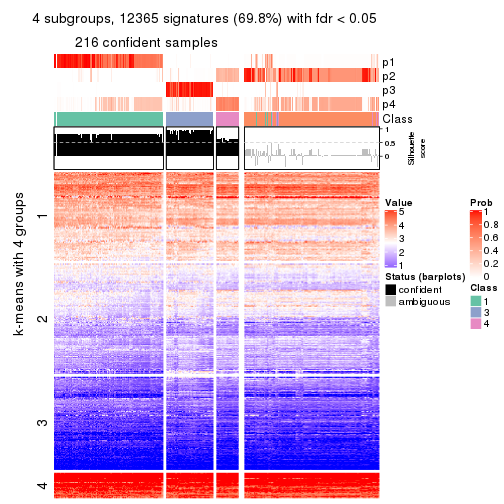 4 subgroups, 12365 signatures (69.8%) with fdr < 0.05
216 confident samples
p1
p2
p3
p4
Class
1
0.5
0
Silhouette
score
k-means with 4 groups
1
2
3
4
Value
5
4
3
2
1
Status (barplots)
confident
ambiguous
Prob
1
0.8
0.6
0.4
0.2
0
Class
1
3
4